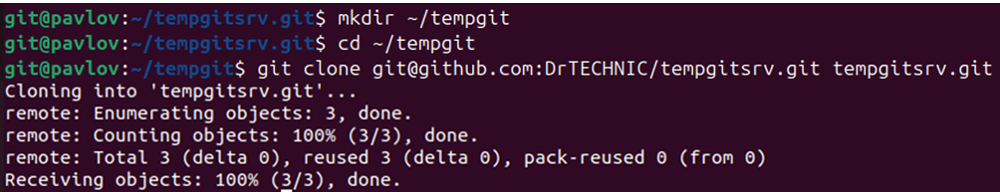 git@pavlov:~/tempgitsrv.git$ mkdir ~/tempgit
git@pavlov:~/tempgitsrv.git$ cd ~/tempgit
git@pavlov:~/tempgit$ git clone git@github.com:DrTECHNIC/tempgitsrv.git tempgitsrv.git
Cloning into 'tempgitsrv.git'...
remote: Enumerating objects: 3, done.
remote: Counting objects: 100% (3/3), done.
remote: Total 3 (delta 0), reused 3 (delta 0), pack-reused 0 (from 0)
Receiving objects: 100% (3/3), done.